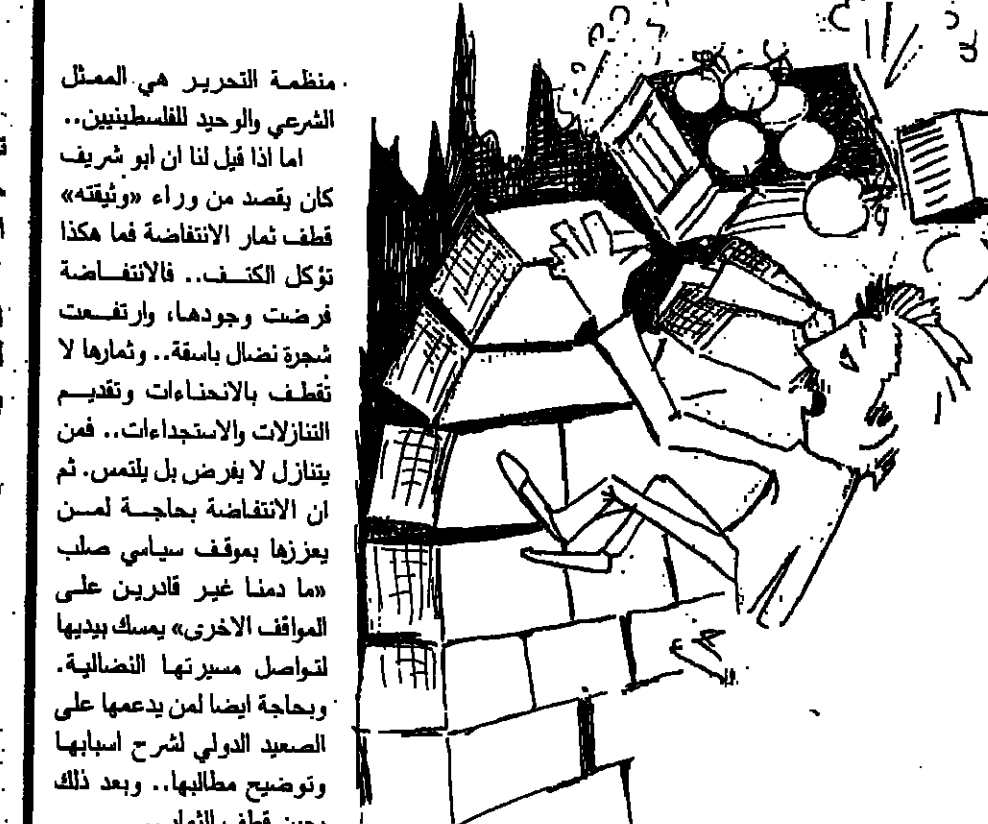 منظمة التحرير هي الممثل
الشرعي والوحيد للفلسطينيين..
اما اذا قيل لنا ان ابو شريف
كان يقصد من وراء «وثيقته»
قطف ثمار الانتفاضة فما هكذا
تؤكل الكتف.. فالانتفاضة
فرضت وجودها، وارتفعت
شجرة نضال باسقة.. وثمارها لا
تُقطف بالانحناءات وتقديم
التنازلات والاستجداءات.. فمن
يتنازل لا يفرض بل يلتمس. ثم
ان الانتفاضة بحاجة لمن
يعززها بموقف سياسي صلب
«ما دمنا غير قادرين على
المواقف الاخرى» يمسك بيديها
لتواصل مسيرتها النضالية.
وبحاجة ايضا لمن يدعمها على
الصعيد الدولي لشرح اسبابها
وتوضيح مطالبها.. وبعد ذلك
قطف الثمار